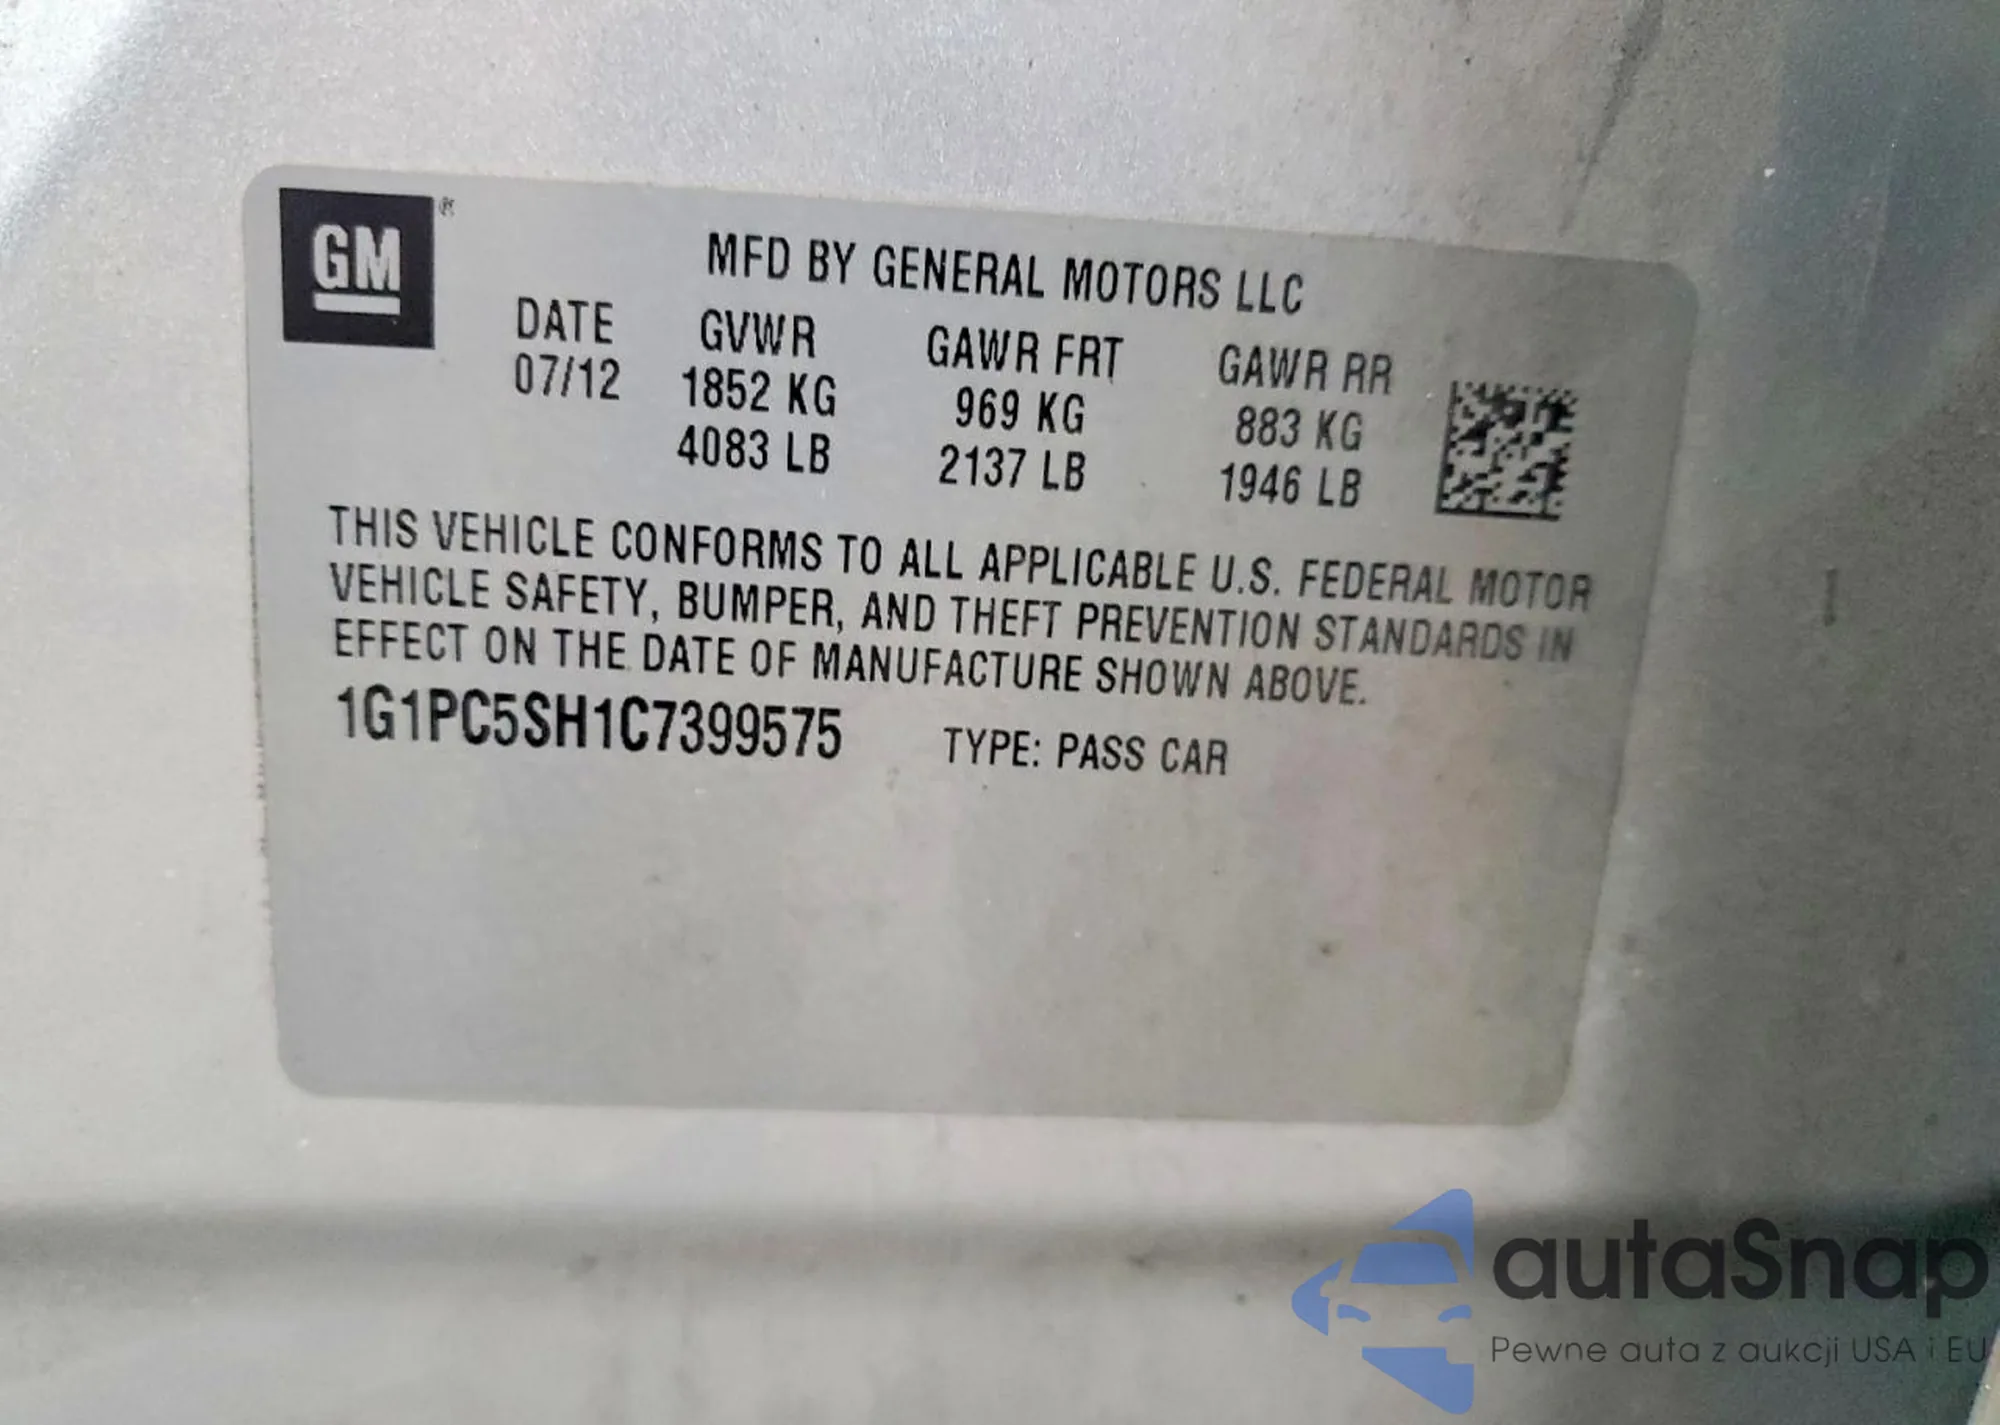 GM®
MFD BY GENERAL MOTORS LLC
DATE GVWR GAWR FRT GAWR RR
07/12 1852 KG 969 KG 883 KG
4083 LB 2137 LB 1946 LB
THIS VEHICLE CONFORMS TO ALL APPLICABLE U.S. FEDERAL MOTOR
VEHICLE SAFETY, BUMPER, AND THEFT PREVENTION STANDARDS IN
EFFECT ON THE DATE OF MANUFACTURE SHOWN ABOVE.
1G1PC5SH1C7399575 TYPE: PASS CAR
autaSnap
Pewne auta z aukcji USA i EU